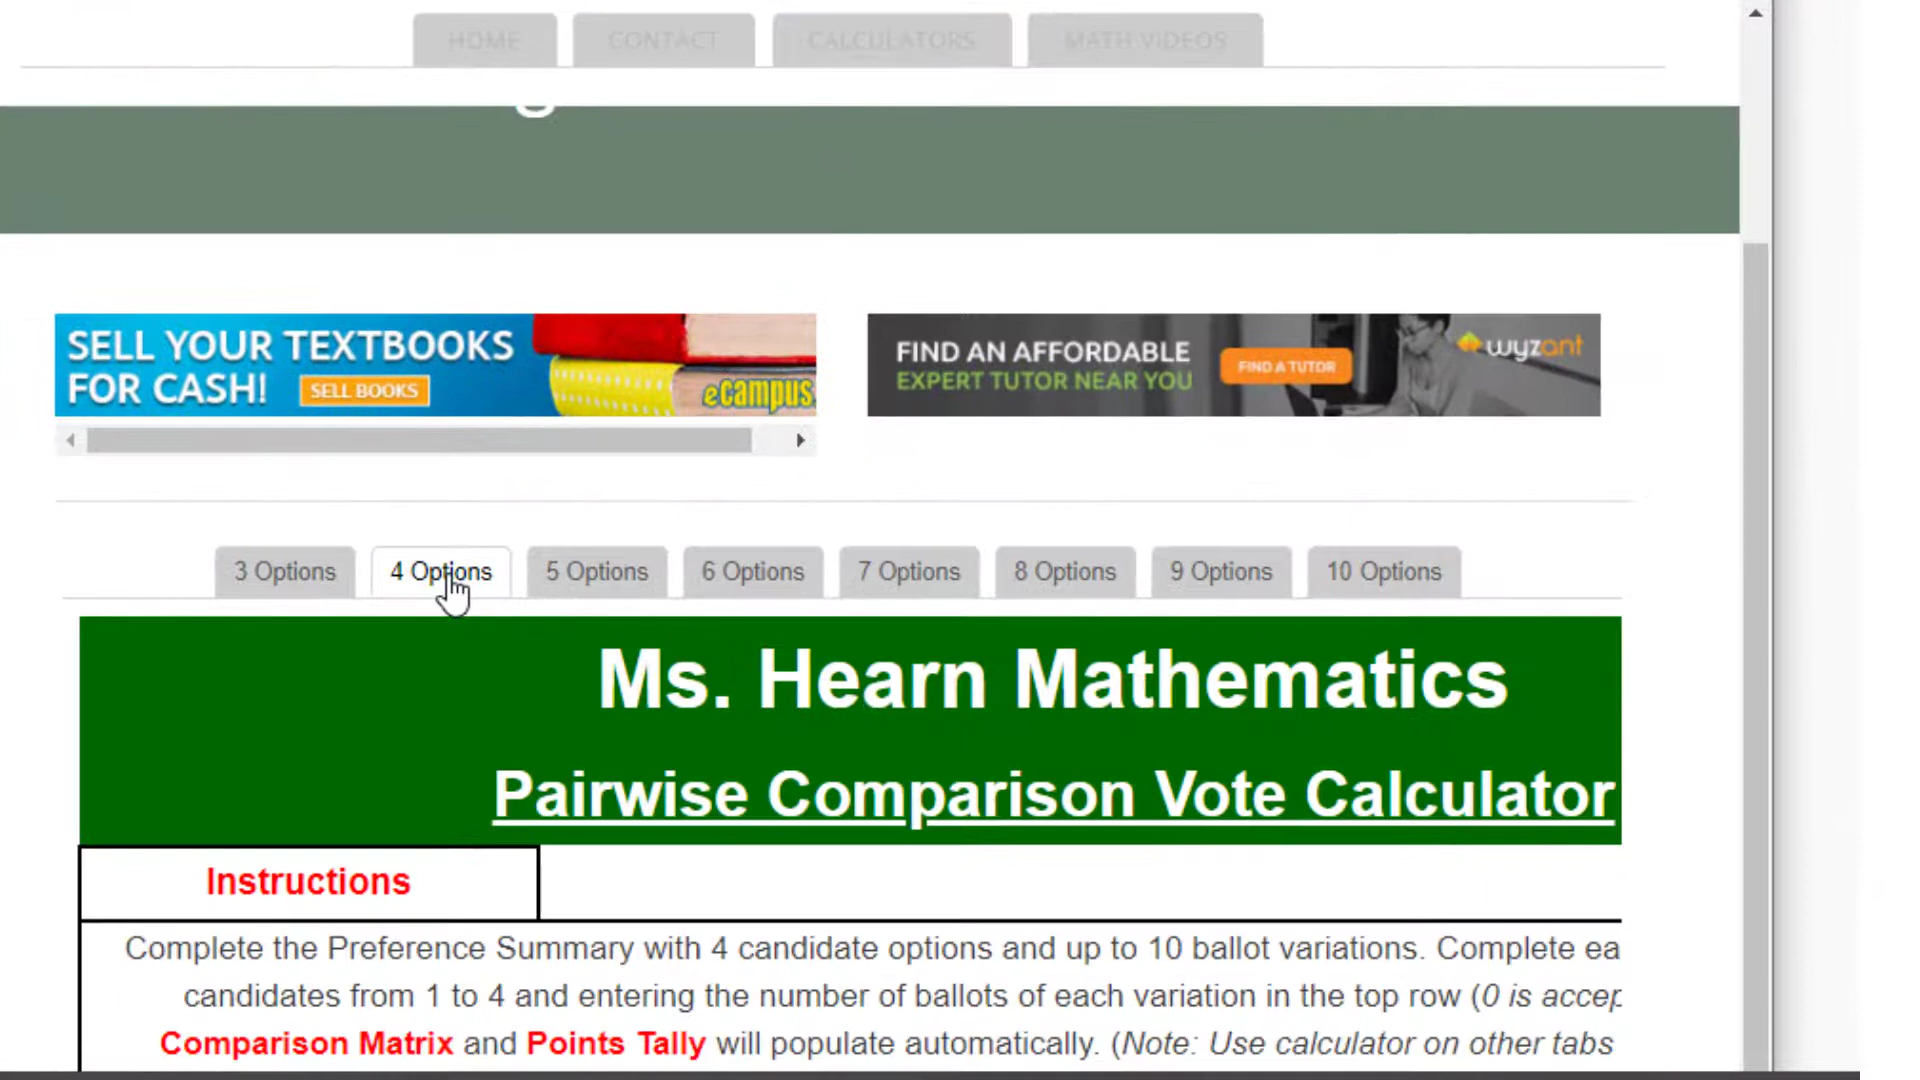 HOME CONTACT CALCULATORS MATH VIDEOS
SELL YOUR TEXTBOOKS
FOR CASH! SELL BOOKS
ecampus.
FIND AN AFFORDABLE
EXPERT TUTOR NEAR YOU
FIND A TUTOR
wyzant
3 Options 4 Options 5 Options 6 Options 7 Options 8 Options 9 Options 10 Options
Ms. Hearn Mathematics
Pairwise Comparison Vote Calculator
Instructions
Complete the Preference Summary with 4 candidate options and up to 10 ballot variations. Complete ea
candidates from 1 to 4 and entering the number of ballots of each variation in the top row (0 is accep
Comparison Matrix and Points Tally will populate automatically. (Note: Use calculator on other tabs